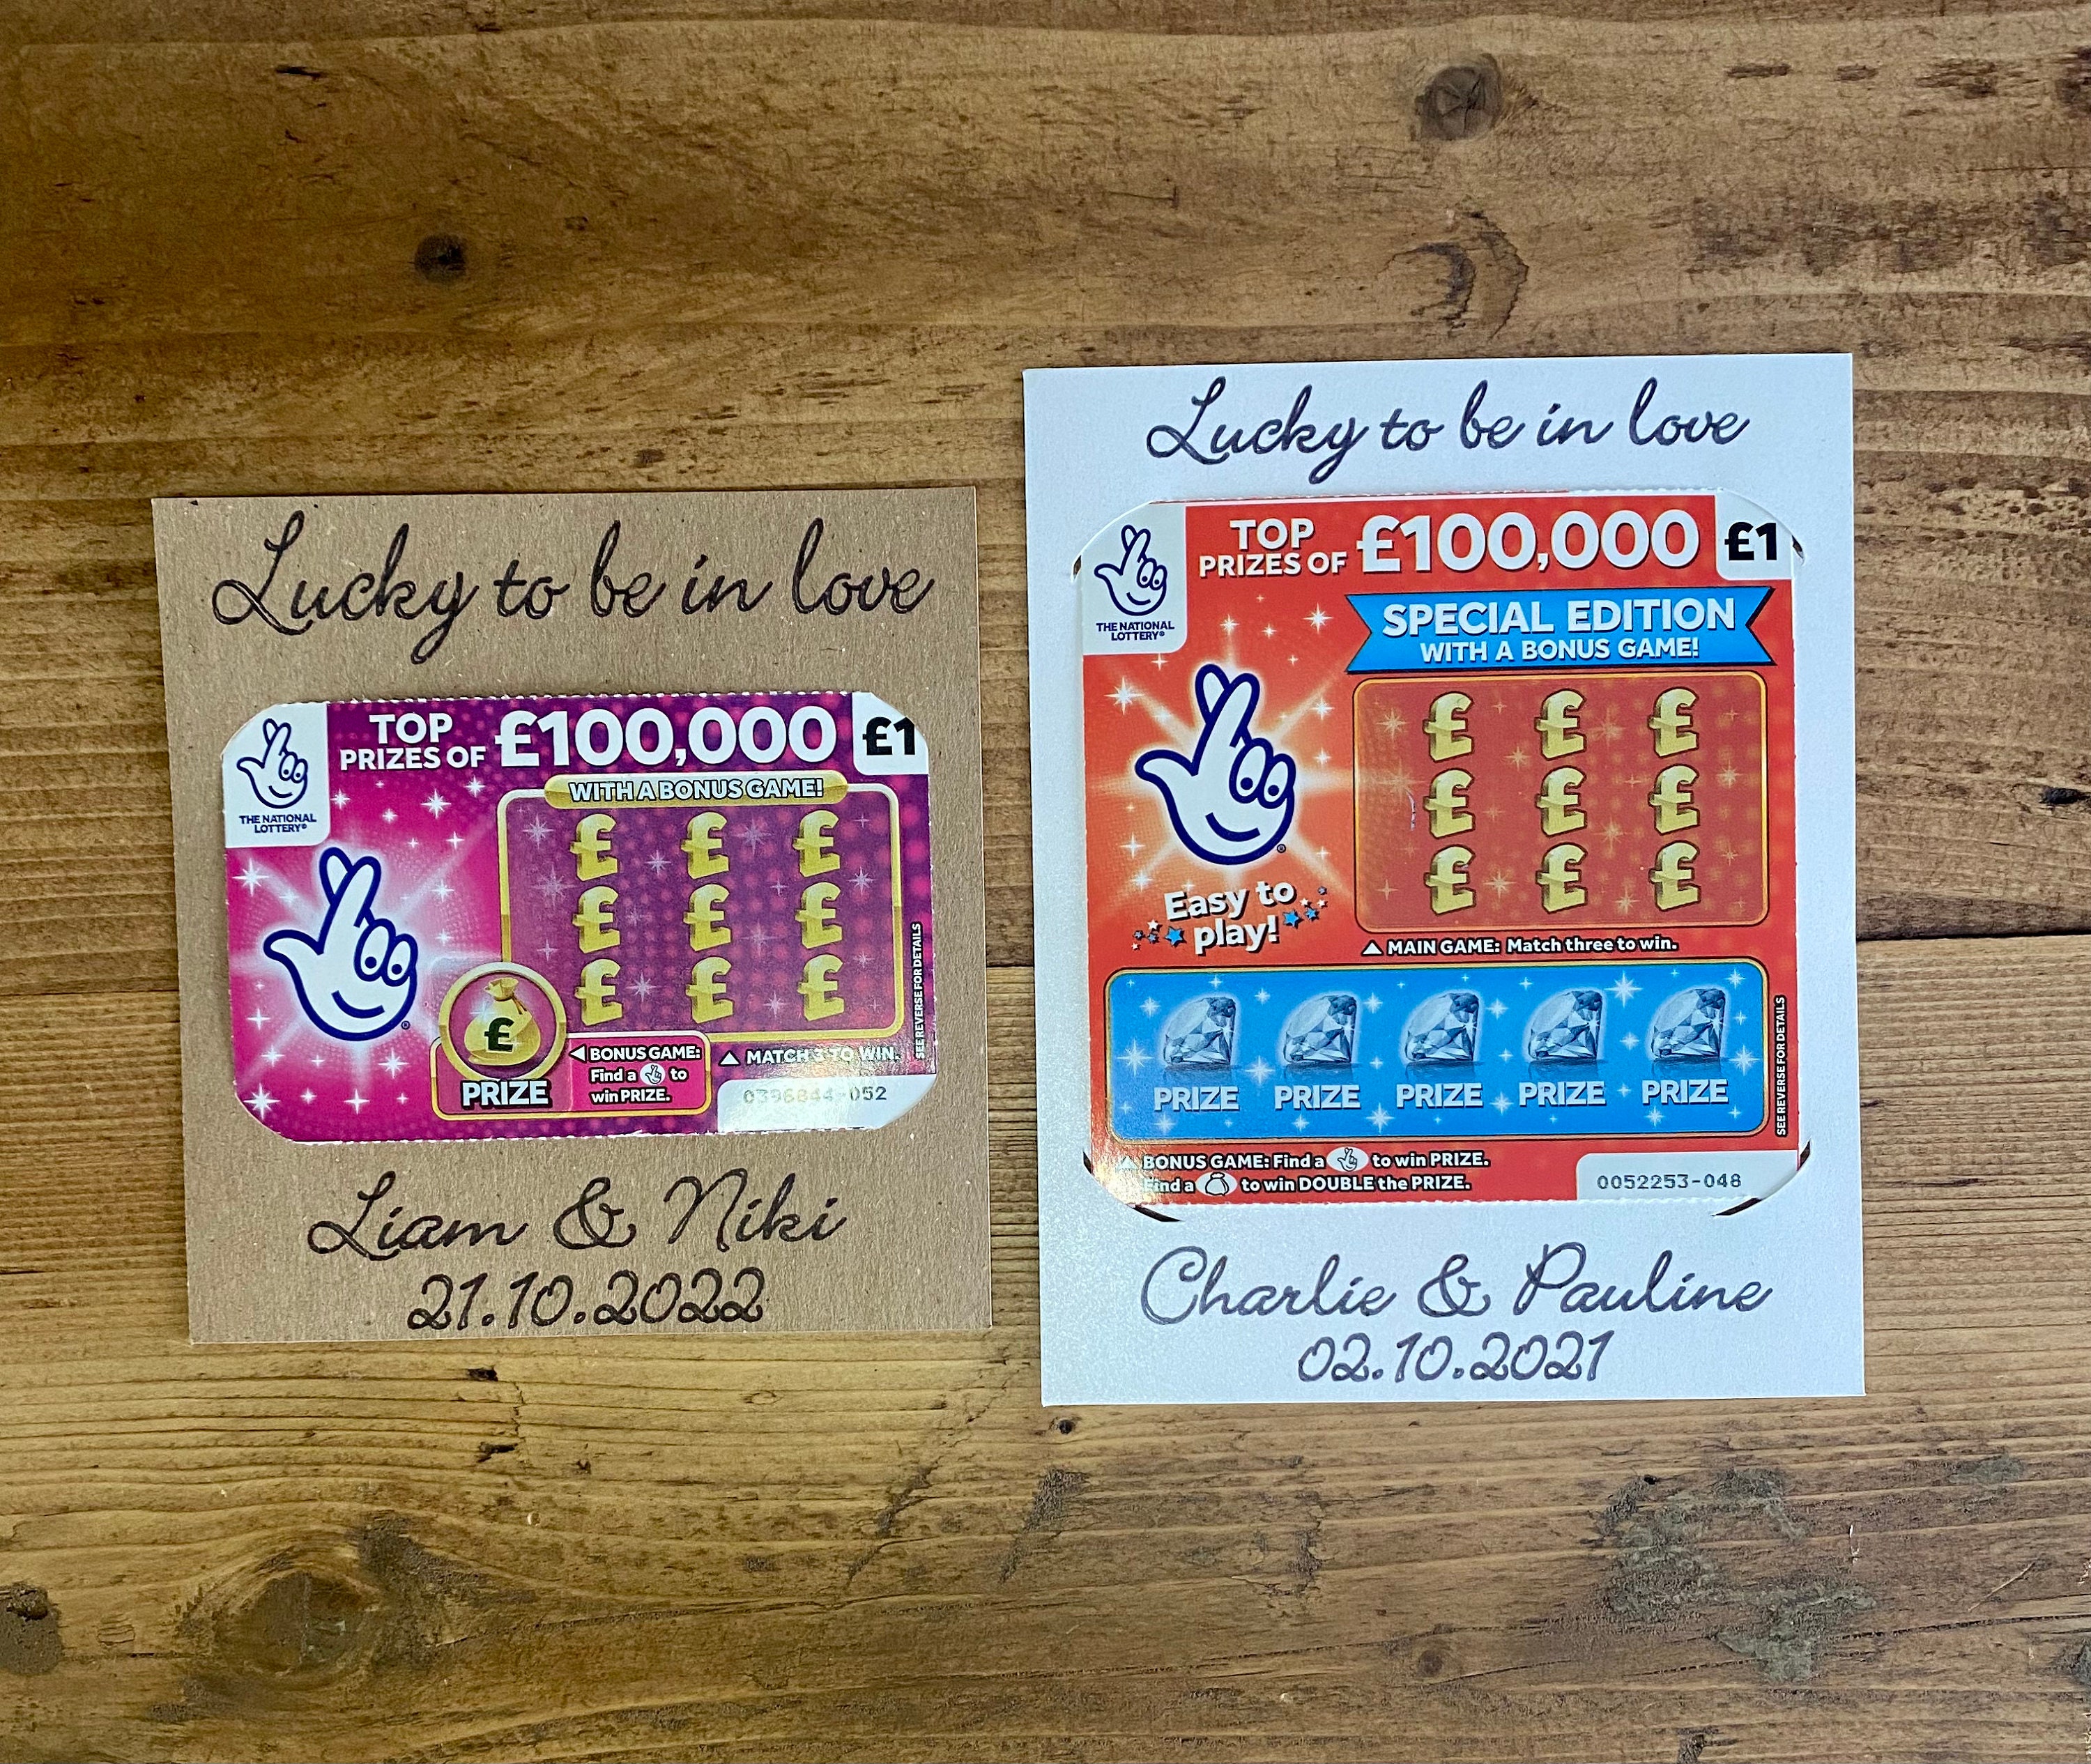 Lucky to be in love
TOP
PRIZES OF £100,000 £1
THE NATIONAL
LOTTERY®
WITH A BONUS GAME!
£ £ £
£ £ £
£ £ £
£
PRIZE
BONUS GAME:
Find a to
win PRIZE.
MATCH 3 TO WIN.
SEE REVERSE FOR DETAILS
0396844-052
Liam & Niki
21.10.2022
Lucky to be in love
TOP
PRIZES OF £100,000 £1
THE NATIONAL
LOTTERY®
SPECIAL EDITION
WITH A BONUS GAME!
£ £ £
£ £ £
£ £ £
Easy to
play!
MAIN GAME: Match three to win.
PRIZE PRIZE PRIZE PRIZE PRIZE
SEE REVERSE FOR DETAILS
BONUS GAME: Find a to win PRIZE.
Find a to win DOUBLE the PRIZE.
0052253-048
Charlie & Pauline
02.10.2021